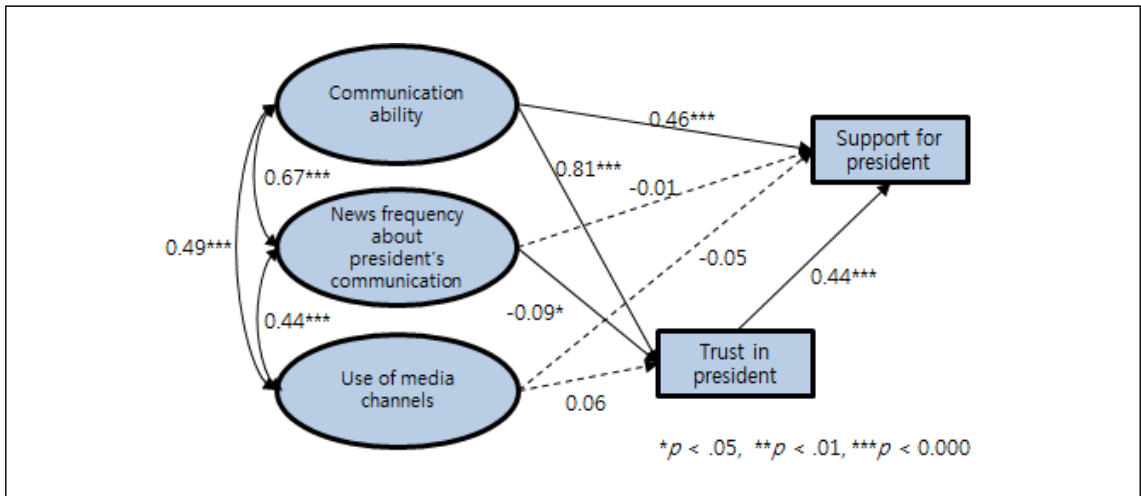 Communication
ability
0.46***
Support for
president
0.67***
0.81***
-0.01
News frequency
about
president's
communication
0.49***
-0.05
0.44***
0.44***
-0.09*
Use of media
channels
0.06
Trust in
president
*p < .05, **p < .01, ***p < 0.000